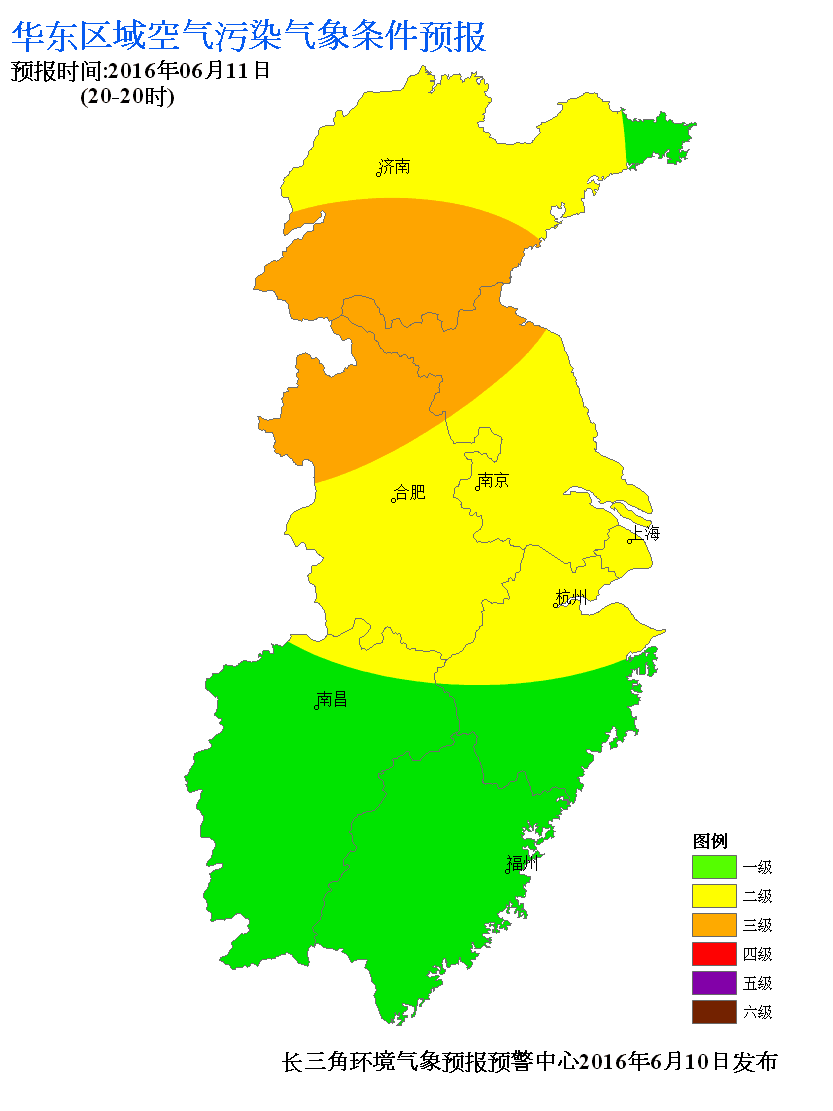 华东区域空气污染气象条件预报
预报时间:2016年06月11日
(20-20时)
济南
合肥
南京
上海
杭州
南昌
福州
图例
一级
二级
三级
四级
五级
六级
长三角环境气象预报预警中心2016年6月10日发布